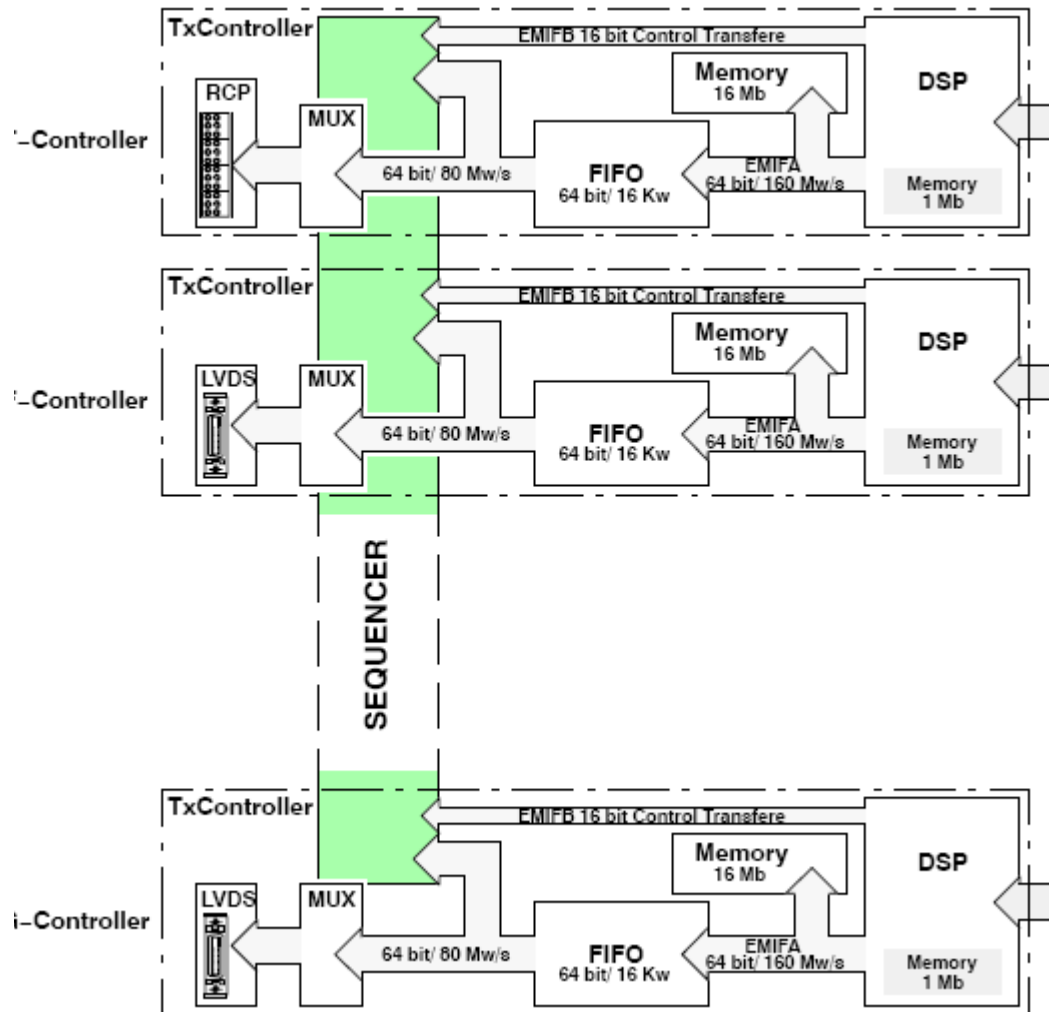 TxController
EMIFB 16 bit Control Transfere
RCP
MUX
Memory
16 Mb
DSP
–Controller
64 bit/ 80 Mw/s
FIFO
64 bit/ 16 Kw
EMIFA
64 bit/ 160 Mw/s
Memory
1 Mb
TxController
EMIFB 16 bit Control Transfere
LVDS
MUX
Memory
16 Mb
DSP
–Controller
64 bit/ 80 Mw/s
FIFO
64 bit/ 16 Kw
EMIFA
64 bit/ 160 Mw/s
Memory
1 Mb
SEQUENCER
TxController
EMIFB 16 bit Control Transfere
LVDS
MUX
Memory
16 Mb
DSP
–Controller
64 bit/ 80 Mw/s
FIFO
64 bit/ 16 Kw
EMIFA
64 bit/ 160 Mw/s
Memory
1 Mb